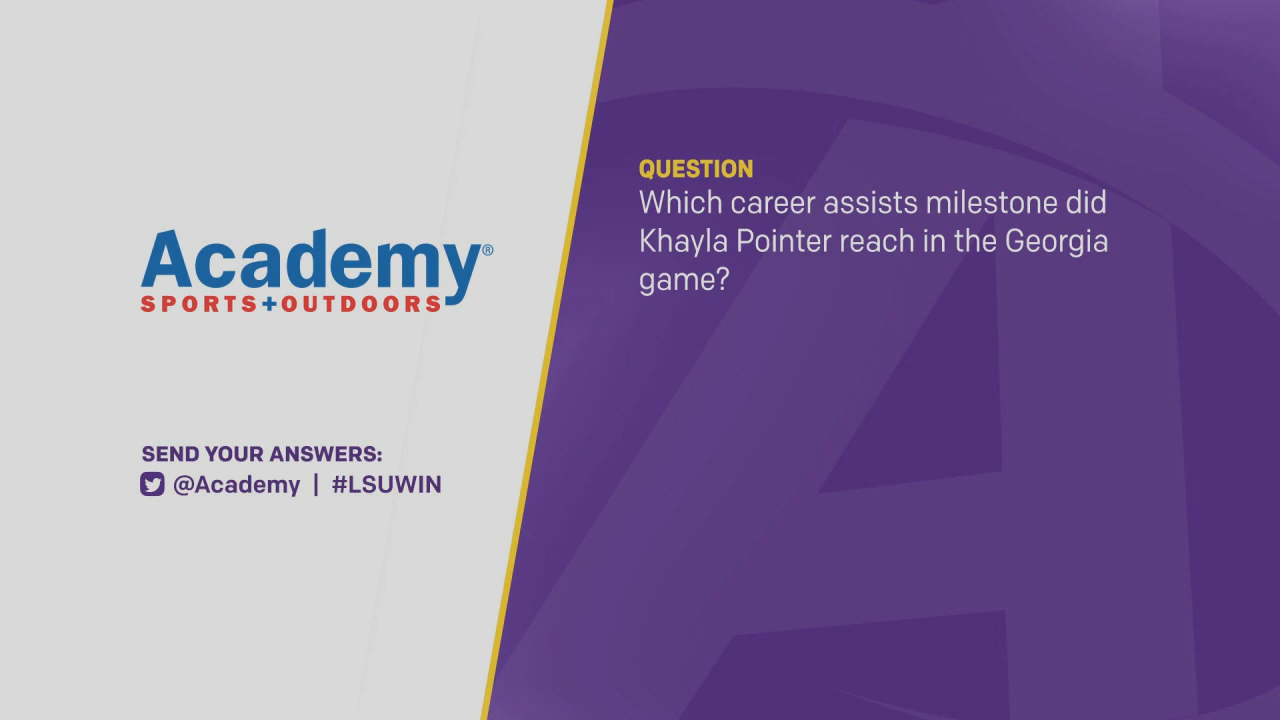 Academy®
SPORTS+OUTDOORS
SEND YOUR ANSWERS:
@Academy | #LSUWIN
QUESTION
Which career assists milestone did
Khayla Pointer reach in the Georgia
game?